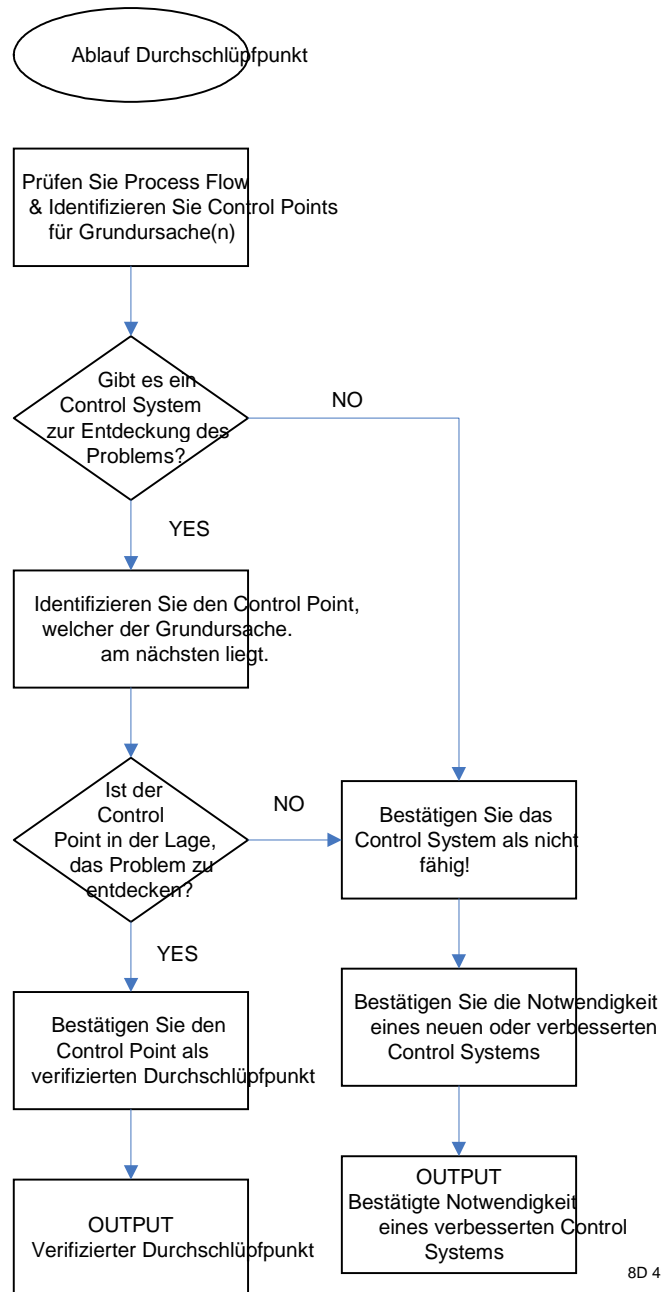 Ablauf Durchschlüpfpunkt
Prüfen Sie Process Flow
& Identifizieren Sie Control Points
für Grundursache(n)
Gibt es ein
Control System
zur Entdeckung des
Problems?
NO
YES
Identifizieren Sie den Control Point,
welcher der Grundursache.
am nächsten liegt.
Ist der
Control
Point in der Lage,
das Problem zu
entdecken?
NO
YES
Bestätigen Sie das
Control System als nicht
fähig!
Bestätigen Sie den
Control Point als
verifizierten Durchschlüpfpunkt
Bestätigen Sie die Notwendigkeit
eines neuen oder verbesserten
Control Systems
OUTPUT
Verifizierter Durchschlüpfpunkt
OUTPUT
Bestätigte Notwendigkeit
eines verbesserten Control
Systems
8D 4